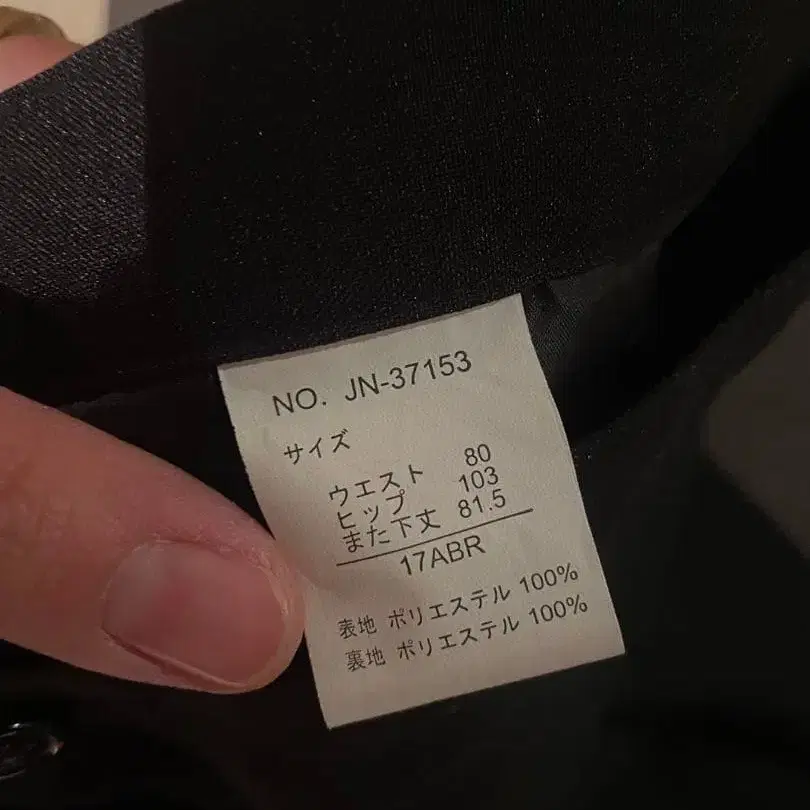 NO. JN-37153
サイズ
ウエスト 80
ヒップ 103
また下丈 81.5
17ABR
表地 ポリエステル 100%
裏地 ポリエステル 100%